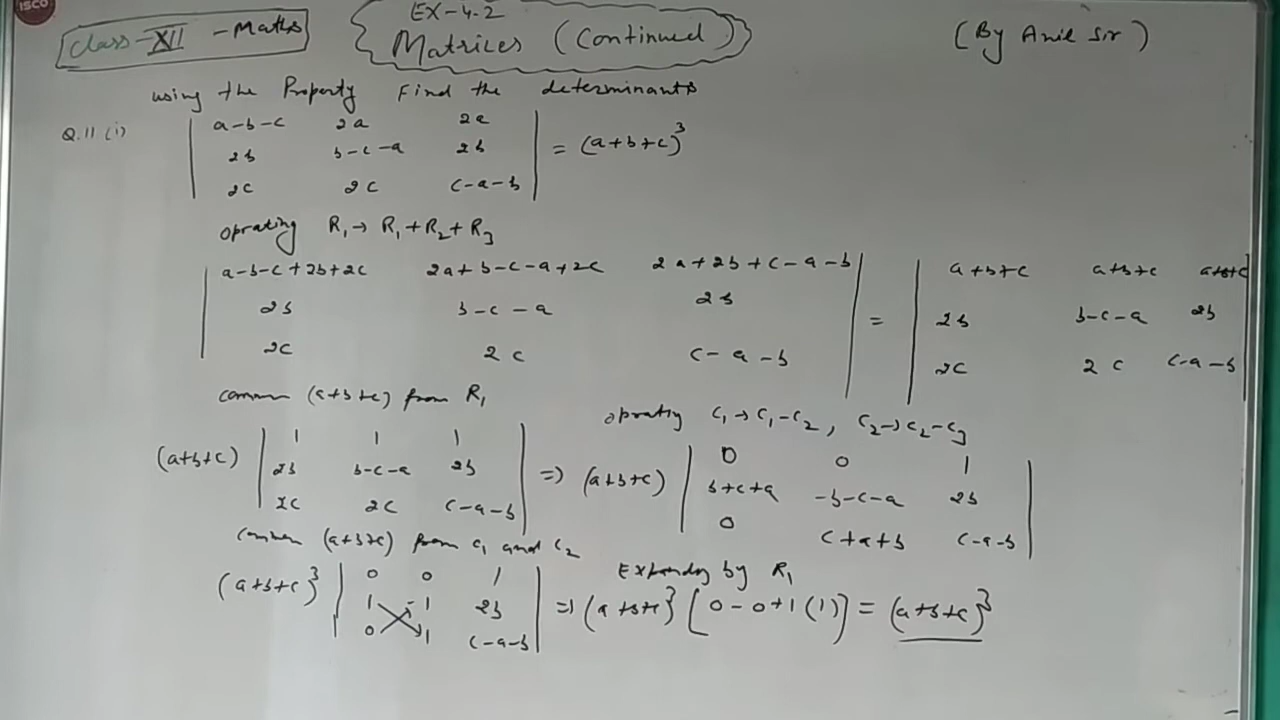 ISCO
Class-XII - Maths
EX-4.2
Matrices (Continued)
(By Anil Sir)
using the Property Find the determinants
Q.11 (i)
| a-b-c 2a 2a |
| 2b b-c-a 2b | = (a+b+c)³
| 2c 2c c-a-b |
oprating R₁→ R₁+R₂+R₃
| a-b-c+2b+2c 2a+b-c-a+2c 2a+2b+c-a-b | | a+b+c a+b+c a+b+c |
| 2b b-c-a 2b | = | 2b b-c-a 2b |
| 2c 2c c-a-b | | 2c 2c c-a-b |
common (a+b+c) from R₁
oprating C₁→C₁-C₂, C₂→C₂-C₃
| 1 1 1 | | 0 0 1 |
(a+b+c) | 2b b-c-a 2b | => (a+b+c) | b+c+a -b-c-a 2b |
| 2c 2c c-a-b | | 0 c+a+b c-a-b |
common (a+b+c) from C₁ and C₂
Expanding by R₁
| 0 0 1 |
(a+b+c)³ | 1 -1 2b | => (a+b+c)³ [0-0+1(1)] = (a+b+c)³
| 0 1 c-a-b |